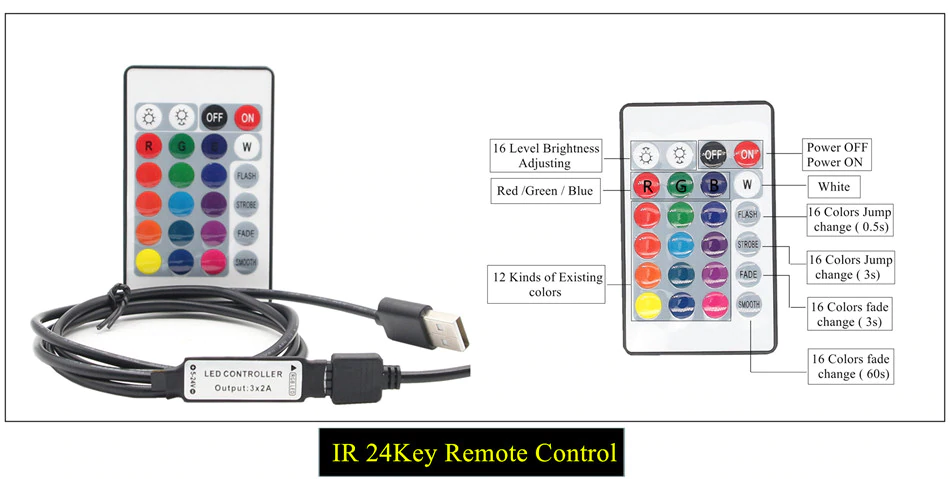 OFF
ON
R
G
B
W
FLASH
STROBE
FADE
SMOOTH
5-24V
LED CONTROLLER
Output:3x2A
16 Level Brightness
Adjusting
Red /Green / Blue
12 Kinds of Existing
colors
OFF
ON
R
G
B
W
FLASH
STROBE
FADE
SMOOTH
Power OFF
Power ON
White
16 Colors Jump
change ( 0.5s)
16 Colors Jump
change ( 3s)
16 Colors fade
change ( 3s)
16 Colors fade
change ( 60s)
IR 24Key Remote Control